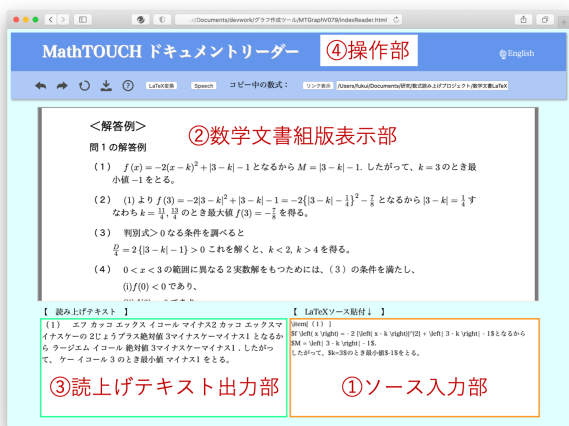 /Documents/devwork/グラフ作成ツール/MTGraphV079/indexReader.html
MathTOUCH ドキュメントリーダー
④操作部
English
LaTeX変換
Speech
コピー中の数式：
リンク表示
/Users/fukui/Documents/研究/数式読み上げプロジェクト/数学文書LaTeX
＜解答例＞
②数学文書組版表示部
問１の解答例
（１） f(x) = −2(x − k)² + |3 − k| − 1 となるから M = |3 − k| − 1. したがって、k = 3 のとき最
小値 −1 をとる。
（２） (1) より f(3) = −2|3 − k|² + |3 − k| − 1 = −2{|3 − k| − 1/4}² − 7/8 となるから |3 − k| = 1/4 す
なわち k = 11/4, 13/4 のとき最大値 f(3) = −7/8 を得る。
（３） 判別式> 0 なる条件を調べると
D/4 = 2{|3 − k| − 1} > 0 これを解くと、k < 2, k > 4 を得る。
（４） 0 < x < 3 の範囲に異なる２実数解をもつためには、（３）の条件を満たし、
(i)f(0) < 0 であり、
【 読み上げテキスト 】
（１） エフ カッコ エックス イコール マイナス2 カッコ エックスマ
イナスケーの 2じょうプラス絶対値 3マイナスケーマイナス1 となるか
ら ラージエム イコール 絶対値 3マイナスケーマイナス1 . したがっ
て、 ケー イコール 3 のとき最小値 マイナス1 をとる。
③読上げテキスト出力部
【 LaTeXソース貼付↓ 】
\item[（１）]
$f \left( x \right) = - 2 {\left( x - k \right)}^{2} + \left| 3 - k \right| - 1$となるから
$M = \left| 3 - k \right| - 1$.
したがって、$k=3$のとき最小値$-1$をとる。
①ソース入力部